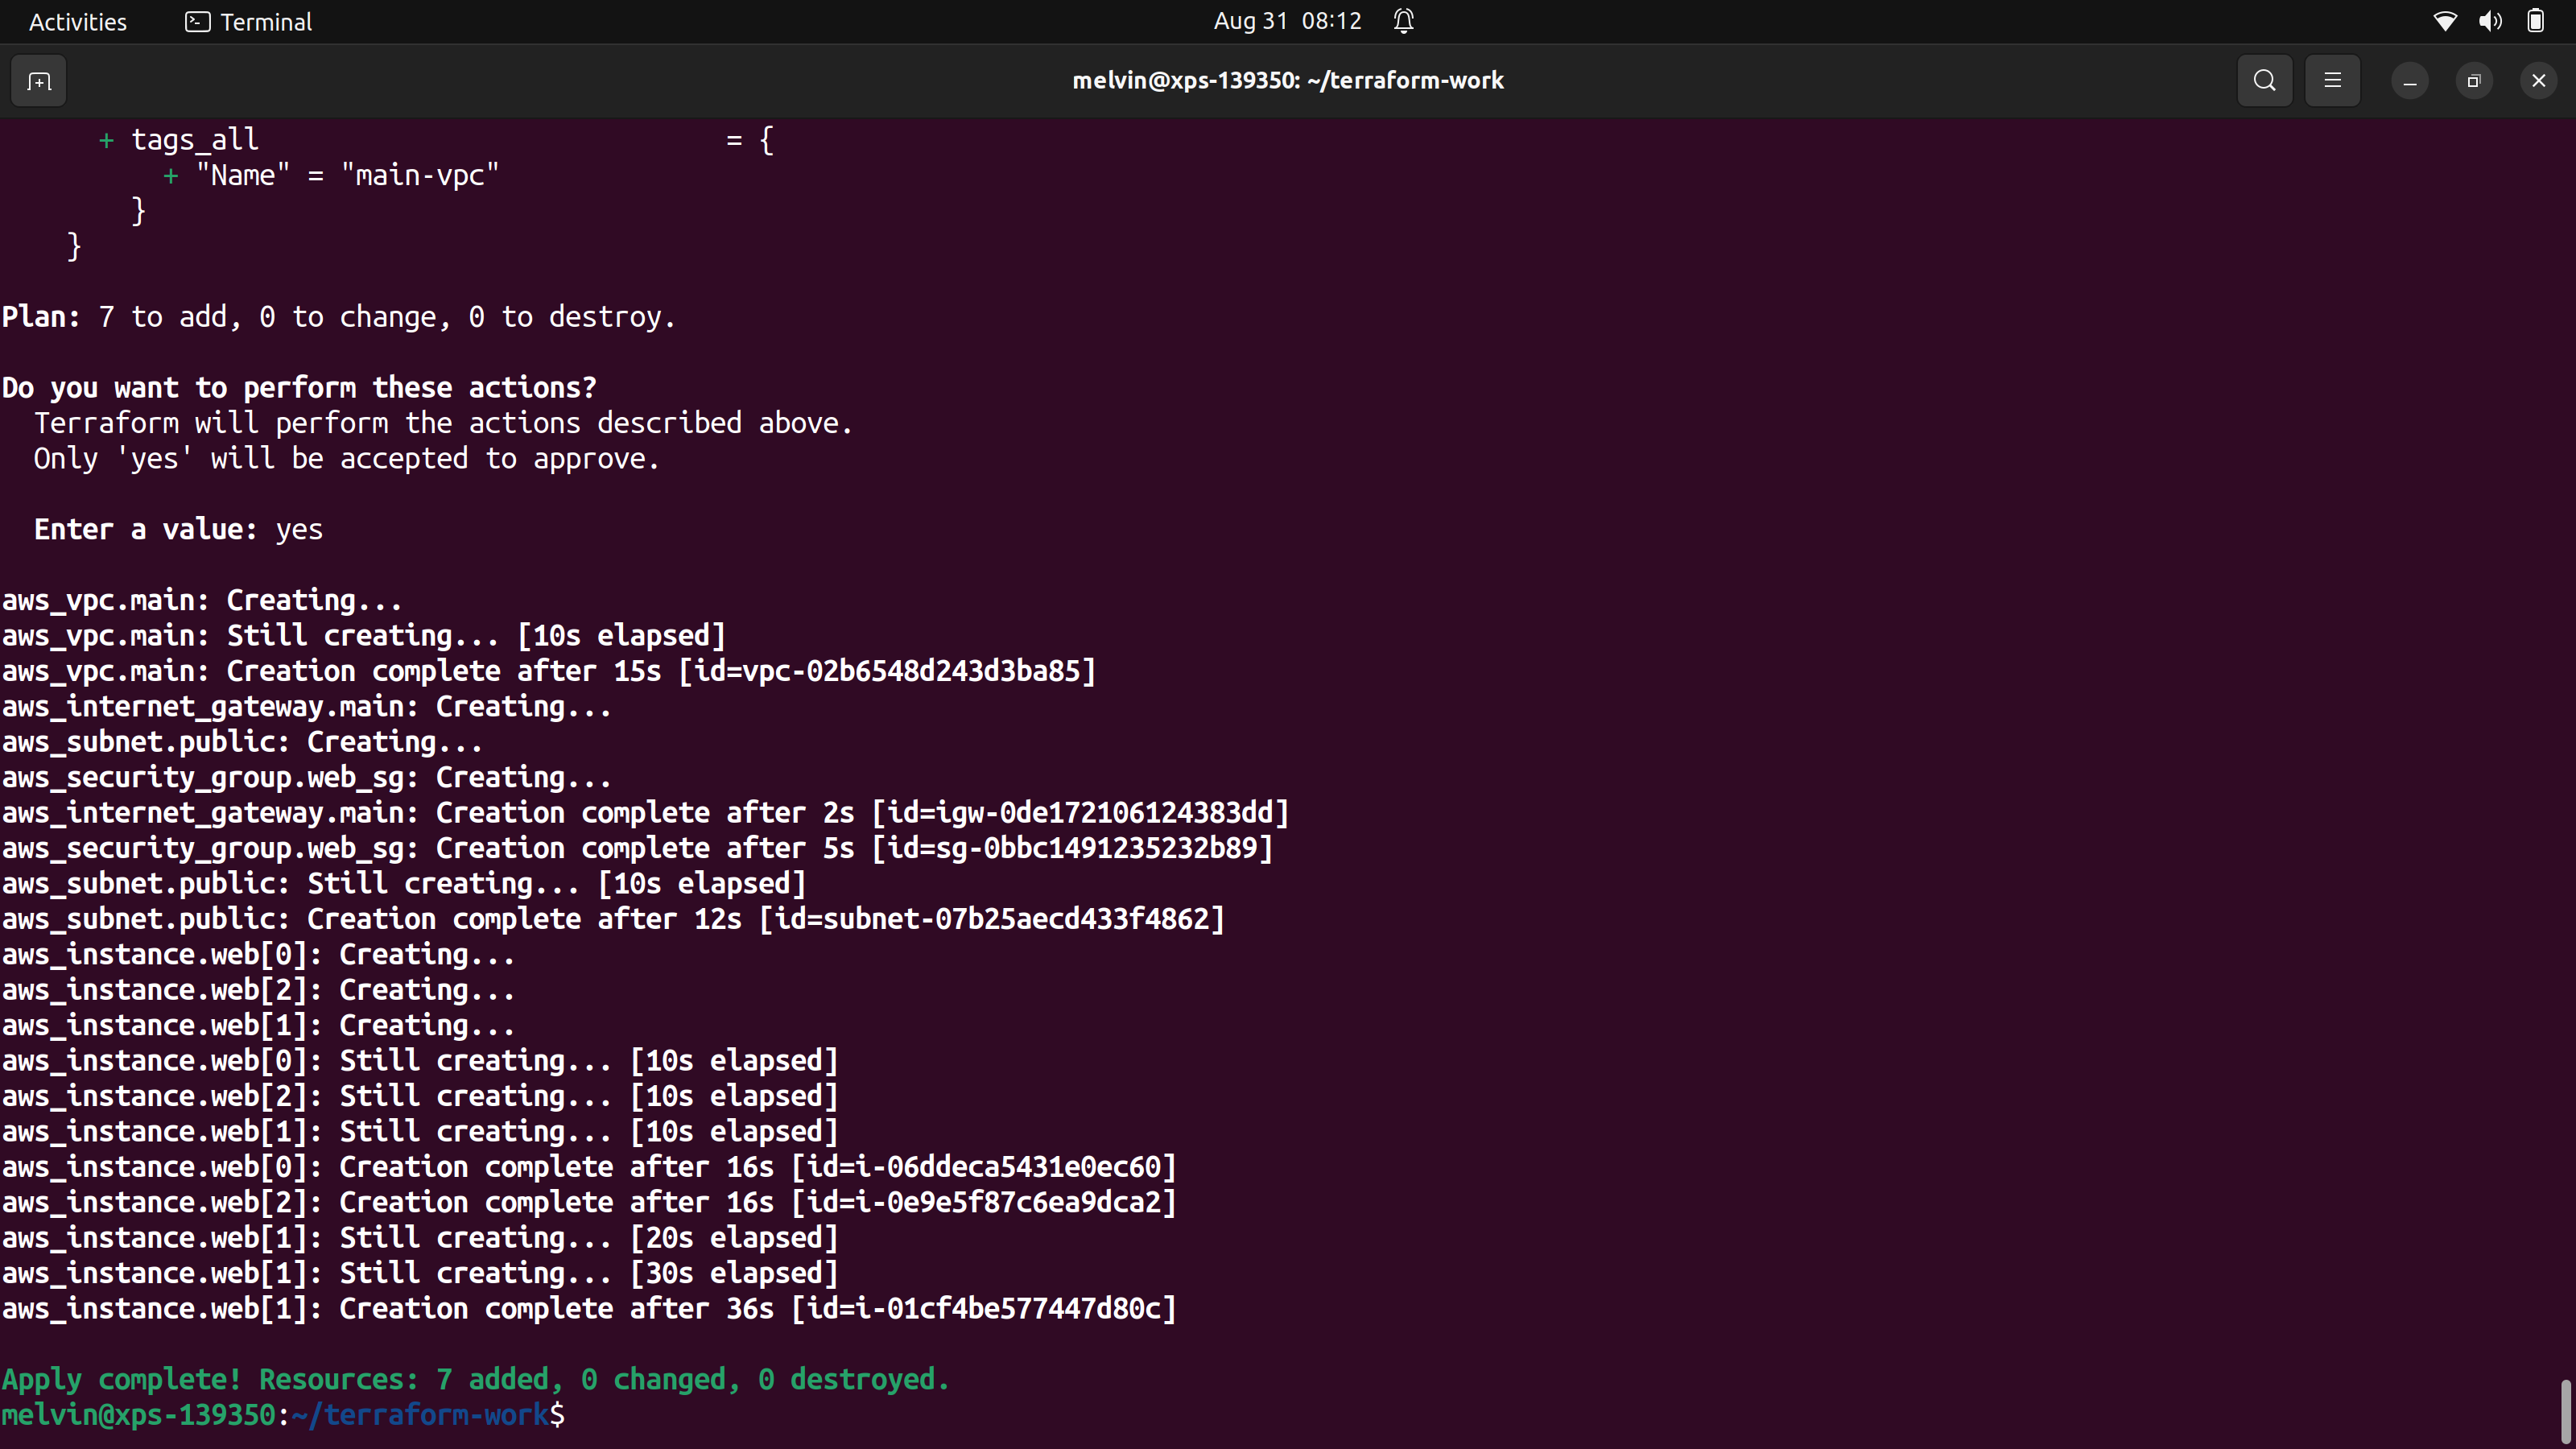 Activities Terminal Aug 31 08:12
melvin@xps-139350: ~/terraform-work
+ tags_all = {
+ "Name" = "main-vpc"
}
}
Plan: 7 to add, 0 to change, 0 to destroy.
Do you want to perform these actions?
Terraform will perform the actions described above.
Only 'yes' will be accepted to approve.
Enter a value: yes
aws_vpc.main: Creating...
aws_vpc.main: Still creating... [10s elapsed]
aws_vpc.main: Creation complete after 15s [id=vpc-02b6548d243d3ba85]
aws_internet_gateway.main: Creating...
aws_subnet.public: Creating...
aws_security_group.web_sg: Creating...
aws_internet_gateway.main: Creation complete after 2s [id=igw-0de172106124383dd]
aws_security_group.web_sg: Creation complete after 5s [id=sg-0bbc1491235232b89]
aws_subnet.public: Still creating... [10s elapsed]
aws_subnet.public: Creation complete after 12s [id=subnet-07b25aecd433f4862]
aws_instance.web[0]: Creating...
aws_instance.web[2]: Creating...
aws_instance.web[1]: Creating...
aws_instance.web[0]: Still creating... [10s elapsed]
aws_instance.web[2]: Still creating... [10s elapsed]
aws_instance.web[1]: Still creating... [10s elapsed]
aws_instance.web[0]: Creation complete after 16s [id=i-06ddeca5431e0ec60]
aws_instance.web[2]: Creation complete after 16s [id=i-0e9e5f87c6ea9dca2]
aws_instance.web[1]: Still creating... [20s elapsed]
aws_instance.web[1]: Still creating... [30s elapsed]
aws_instance.web[1]: Creation complete after 36s [id=i-01cf4be577447d80c]
Apply complete! Resources: 7 added, 0 changed, 0 destroyed.
melvin@xps-139350:~/terraform-work$